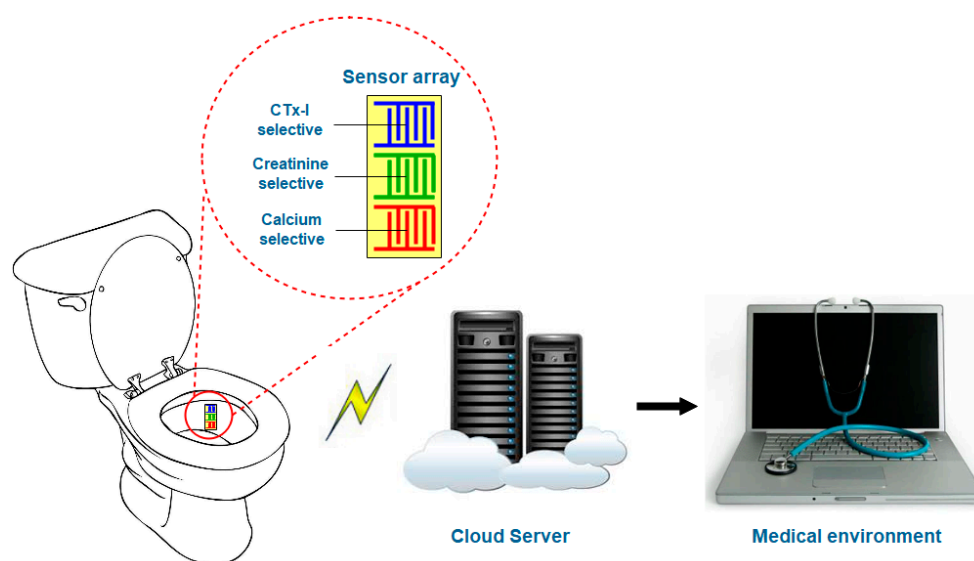 Sensor array
CTx-I
selective
Creatinine
selective
Calcium
selective
Cloud Server
Medical environment